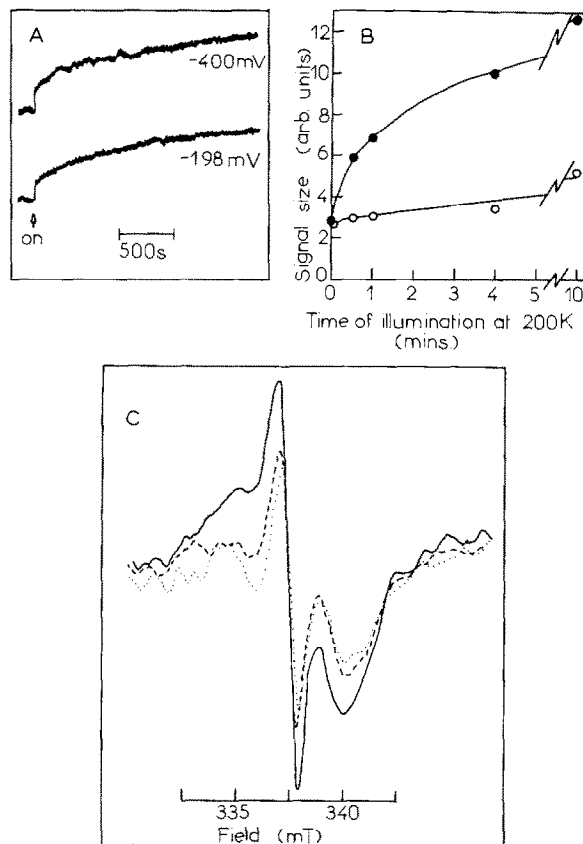 A
-400mV
-198mV
on
500s
B
Signal size (arb. units)
14
12
10
8
6
4
2
0
0 1 2 3 4 5 10
Time of illumination at 200K
(mins.)
C
335 340
Field (mT)